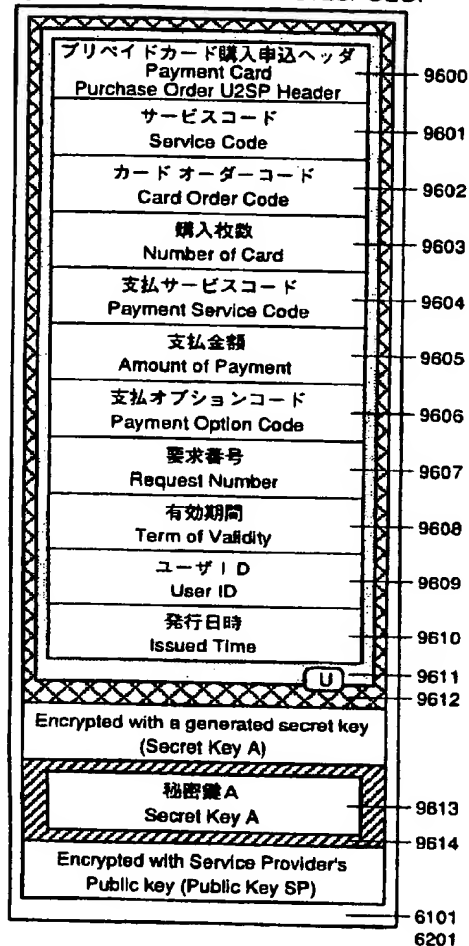 プリペイドカード購入申込ヘッダ
Payment Card
Purchase Order U2SP Header
9600
サービスコード
Service Code
9601
カード オーダーコード
Card Order Code
9602
購入枚数
Number of Card
9603
支払サービスコード
Payment Service Code
9604
支払金額
Amount of Payment
9605
支払オプションコード
Payment Option Code
9606
要求番号
Request Number
9607
有効期間
Term of Validity
9608
ユーザID
User ID
9609
発行日時
Issued Time
9610
U
9611
9612
Encrypted with a generated secret key
(Secret Key A)
秘密鍵A
Secret Key A
9613
9614
Encrypted with Service Provider's
Public key (Public Key SP)
6101
6201